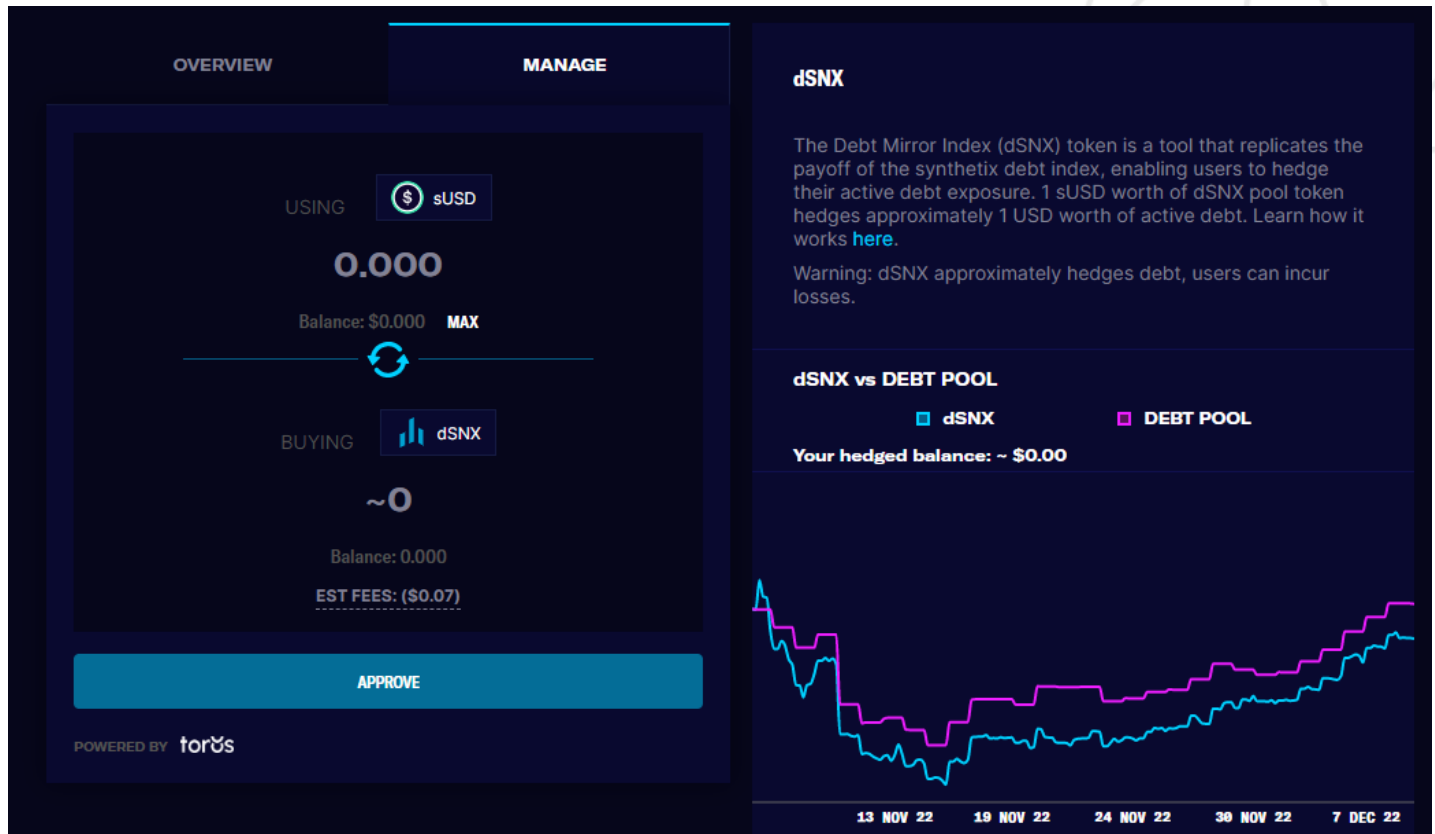 OVERVIEW
MANAGE
USING
$ sUSD
0.000
Balance: $0.000 MAX
BUYING
dSNX
~0
Balance: 0.000
EST FEES: ($0.07)
APPROVE
POWERED BY torŏs
dSNX
The Debt Mirror Index (dSNX) token is a tool that replicates the
payoff of the synthetix debt index, enabling users to hedge
their active debt exposure. 1 sUSD worth of dSNX pool token
hedges approximately 1 USD worth of active debt. Learn how it
works here.
Warning: dSNX approximately hedges debt, users can incur
losses.
dSNX vs DEBT POOL
dSNX DEBT POOL
Your hedged balance: ~ $0.00
13 NOV 22 19 NOV 22 24 NOV 22 30 NOV 22 7 DEC 22